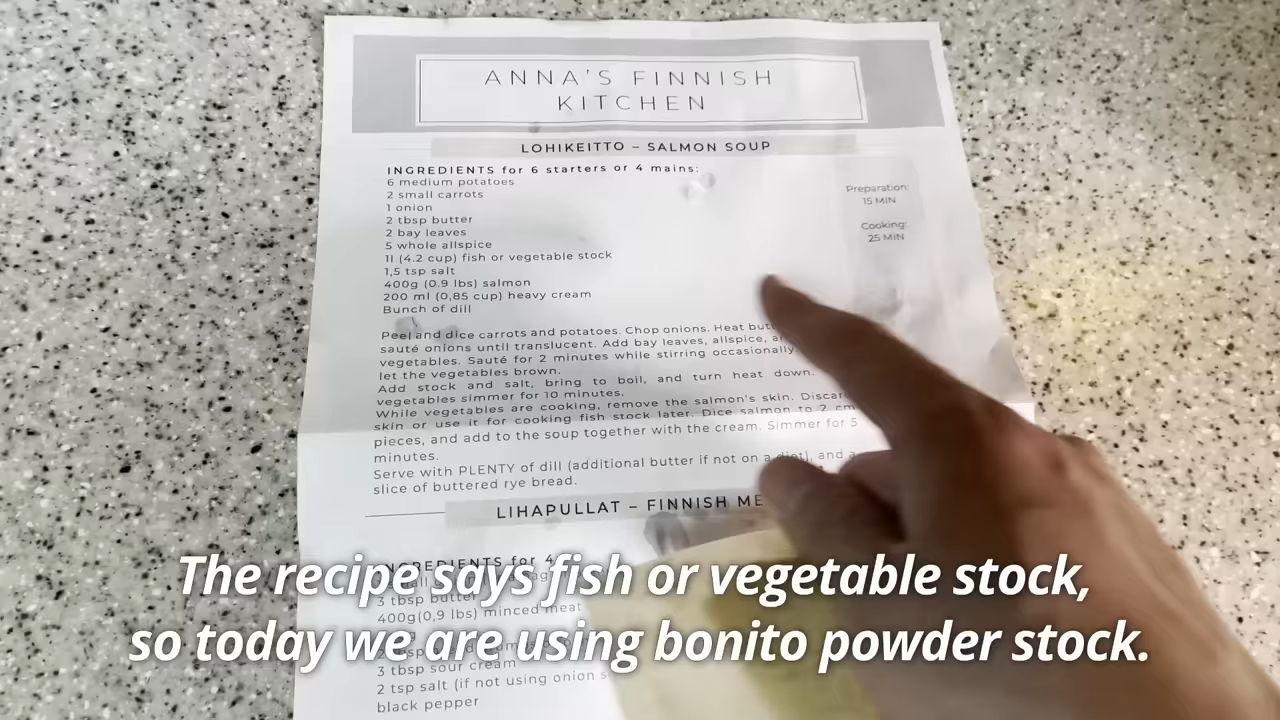 ANNA'S FINNISH
KITCHEN
LOHIKEITTO – SALMON SOUP
INGREDIENTS for 6 starters or 4 mains:
6 medium potatoes
2 small carrots
1 onion
2 tbsp butter
2 bay leaves
5 whole allspice
1l (4.2 cup) fish or vegetable stock
1,5 tsp salt
400g (0.9 lbs) salmon
200 ml (0,85 cup) heavy cream
Bunch of dill
Preparation:
15 MIN
Cooking:
25 MIN
Peel and dice carrots and potatoes. Chop onions. Heat
sauté onions until translucent. Add bay leaves, allspice,
vegetables. Sauté for 2 minutes while stirring occasionally.
let the vegetables brown.
Add stock and salt, bring to boil, and turn heat down.
vegetables simmer for 10 minutes.
While vegetables are cooking, remove the salmon's skin.
skin or use it for cooking fish stock later. Dice salmon to 2 cm
pieces, and add to the soup together with the cream. Simmer for 5
minutes.
Serve with PLENTY of dill (additional butter if not on a diet), and a
slice of buttered rye bread.
LIHAPULLAT – FINNISH
INGREDIENTS for 4
3 tbsp butter
400g(0,9 lbs) minced meat
3 tbsp sour cream
2 tsp salt (if not using onion
black pepper
The recipe says fish or vegetable stock,
so today we are using bonito powder stock.